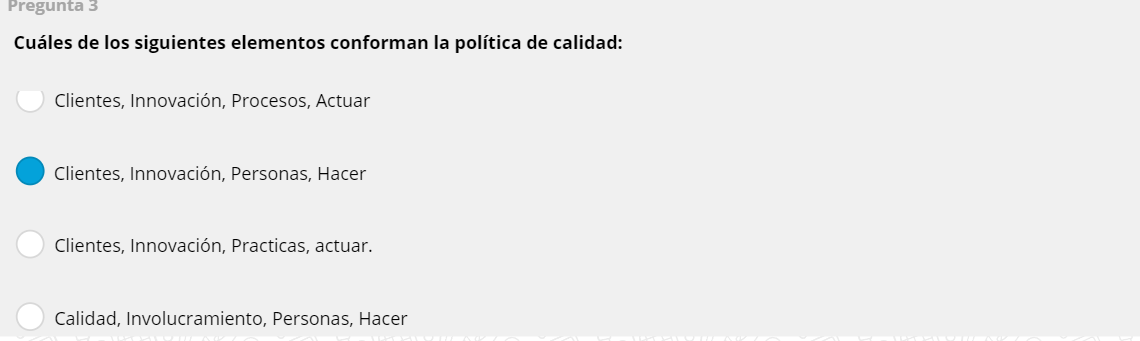 Pregunta 3
Cuáles de los siguientes elementos conforman la política de calidad:
Clientes, Innovación, Procesos, Actuar
Clientes, Innovación, Personas, Hacer
Clientes, Innovación, Practicas, actuar.
Calidad, Involucramiento, Personas, Hacer